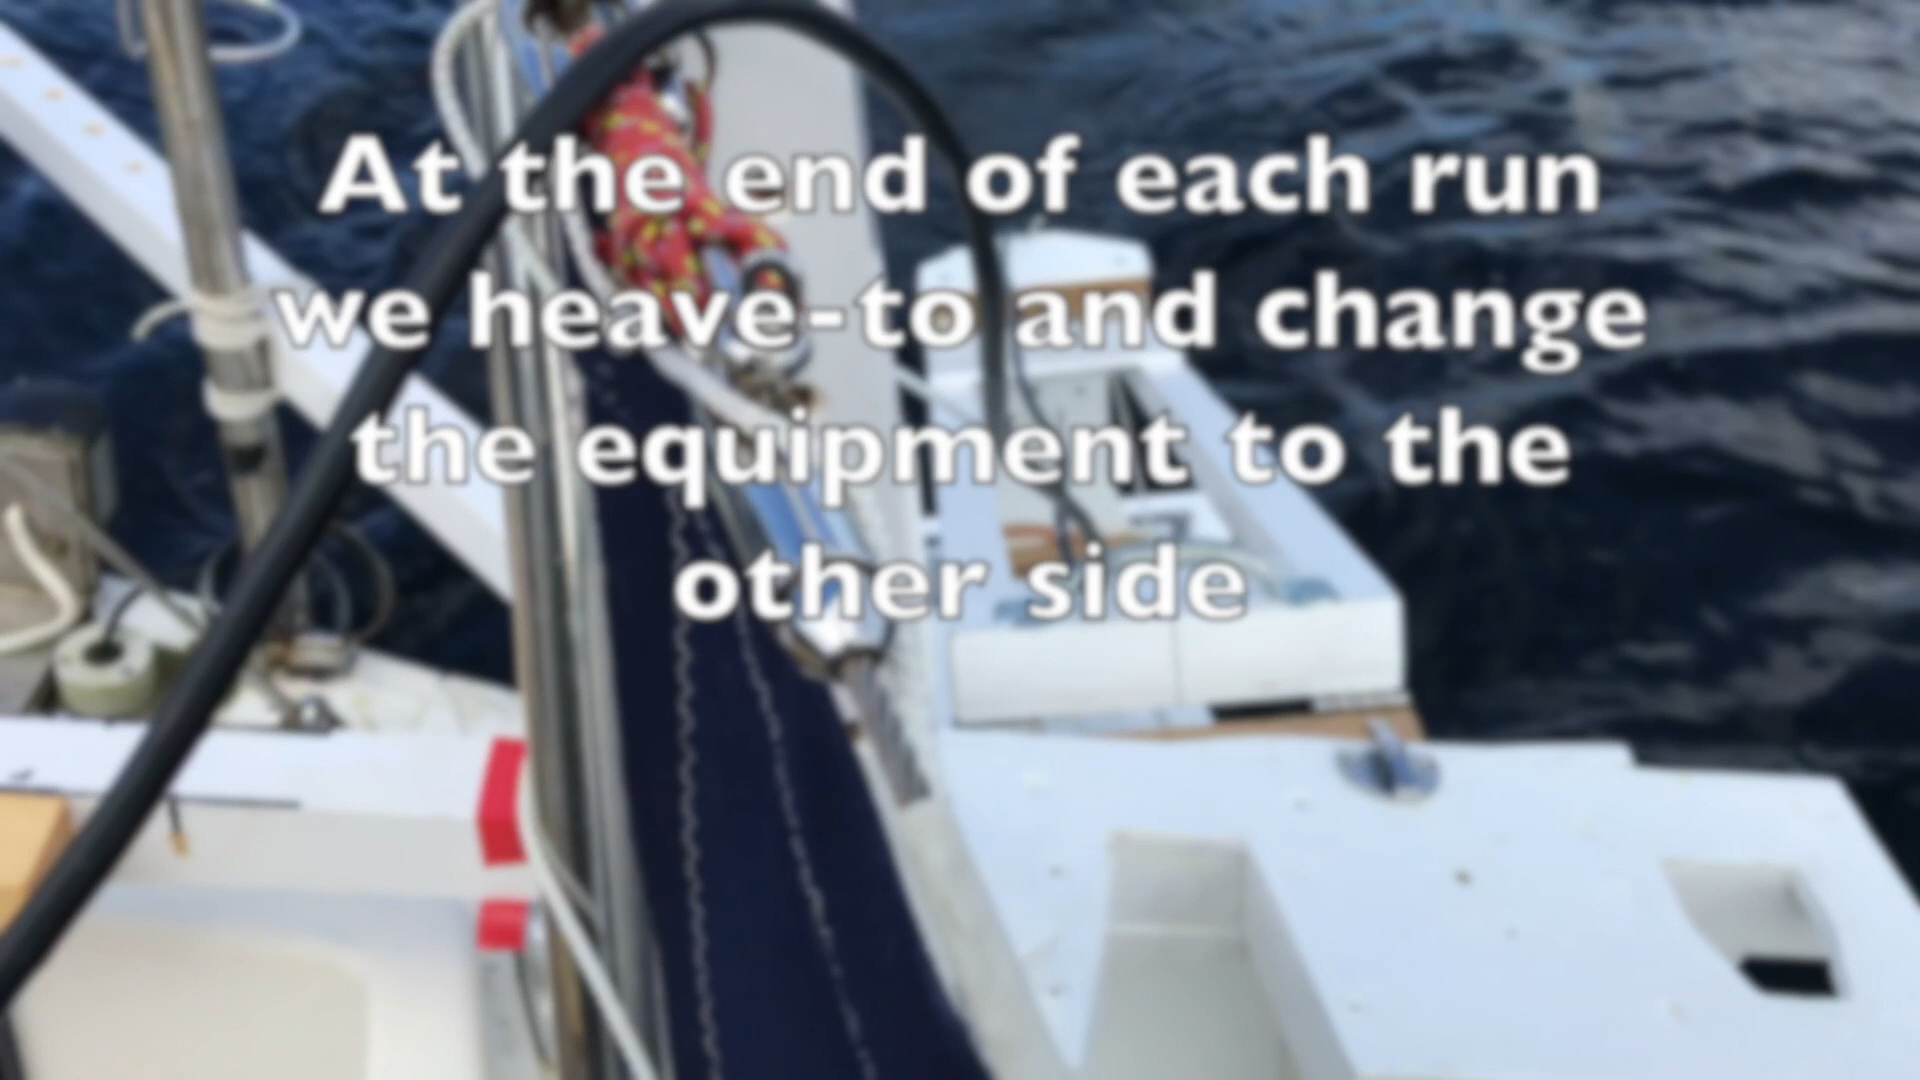 At the end of each run
we heave-to and change
the equipment to the
other side